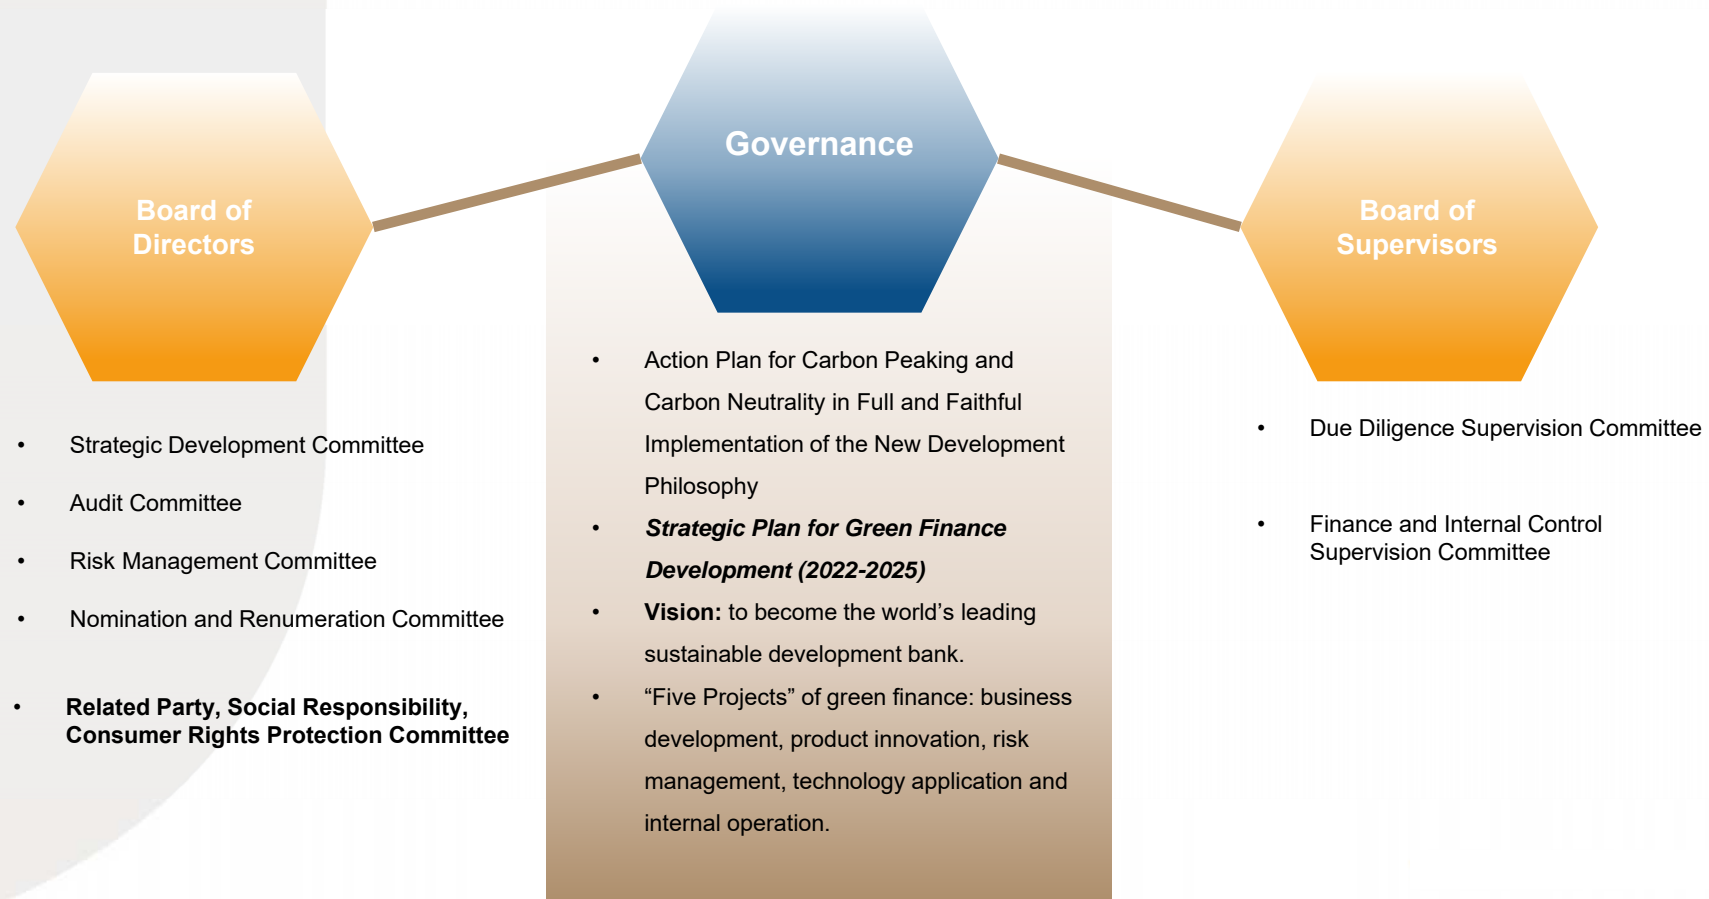 Governance
Board of
Directors
Board of
Supervisors
• Strategic Development Committee
• Audit Committee
• Risk Management Committee
• Nomination and Renumeration Committee
• Related Party, Social Responsibility,
Consumer Rights Protection Committee
• Action Plan for Carbon Peaking and
Carbon Neutrality in Full and Faithful
Implementation of the New Development
Philosophy
• Strategic Plan for Green Finance
Development (2022-2025)
• Vision: to become the world’s leading
sustainable development bank.
• “Five Projects” of green finance: business
development, product innovation, risk
management, technology application and
internal operation.
• Due Diligence Supervision Committee
• Finance and Internal Control
Supervision Committee